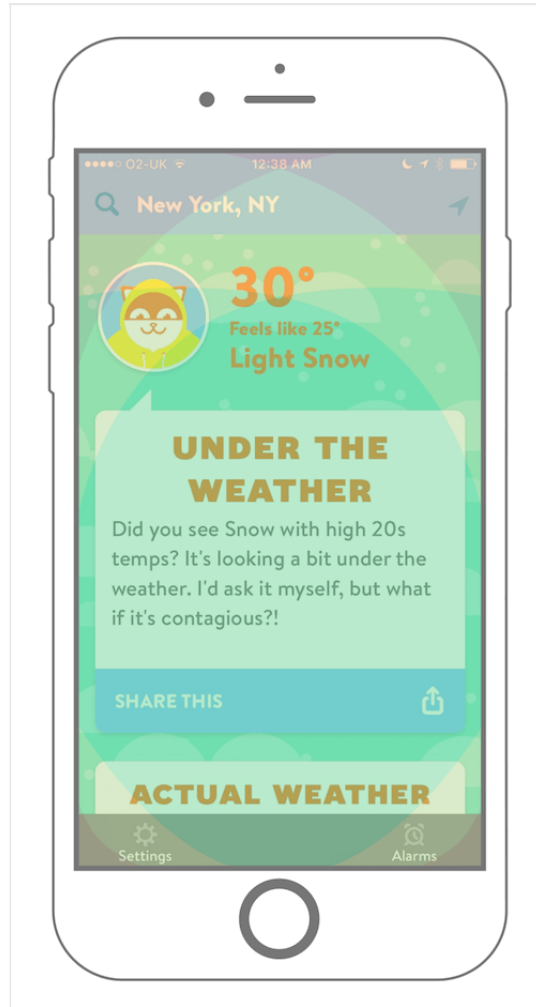 O2-UK 12:38 AM
New York, NY
30°
Feels like 25°
Light Snow
UNDER THE
WEATHER
Did you see Snow with high 20s
temps? It's looking a bit under the
weather. I'd ask it myself, but what
if it's contagious?!
SHARE THIS
ACTUAL WEATHER
Settings Alarms